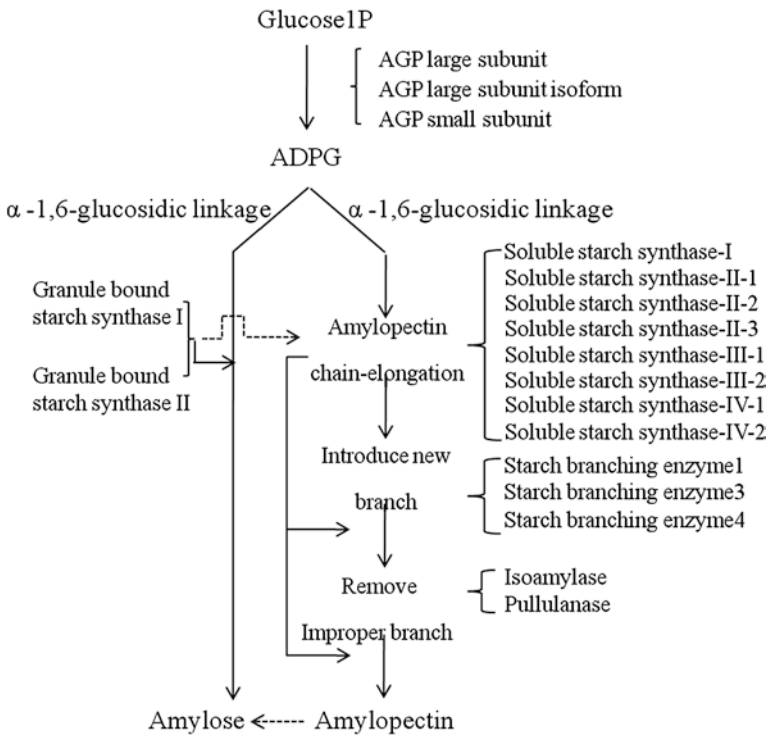 Glucose1P
AGP large subunit
AGP large subunit isoform
AGP small subunit
ADPG
α-1,6-glucosidic linkage
α-1,6-glucosidic linkage
Granule bound
starch synthase I
Granule bound
starch synthase II
Amylopectin
chain-elongation
Soluble starch synthase-I
Soluble starch synthase-II-1
Soluble starch synthase-II-2
Soluble starch synthase-II-3
Soluble starch synthase-III-1
Soluble starch synthase-III-2
Soluble starch synthase-IV-1
Soluble starch synthase-IV-2
Introduce new
branch
Starch branching enzyme1
Starch branching enzyme3
Starch branching enzyme4
Remove
Improper branch
Isoamylase
Pullulanase
Amylose
Amylopectin